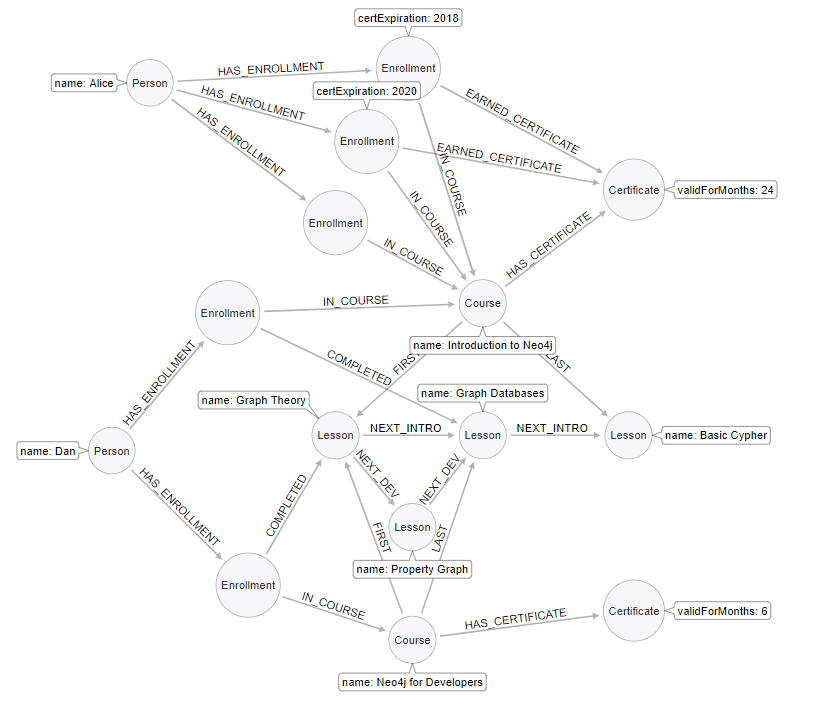 certExpiration: 2018
HAS_ENROLLMENT
Enrollment
name: Alice
Person
certExpiration: 2020
HAS_ENROLLMENT
EARNED_CERTIFICATE
HAS_ENROLLMENT
Enrollment
EARNED_CERTIFICATE
IN_COURSE
Certificate
validForMonths: 24
Enrollment
IN_COURSE
IN_COURSE
HAS_CERTIFICATE
Enrollment
IN_COURSE
Course
name: Introduction to Neo4j
HAS_ENROLLMENT
COMPLETED
FIRST
LAST
name: Graph Theory
name: Graph Databases
Lesson
NEXT_INTRO
Lesson
NEXT_INTRO
Lesson
name: Basic Cypher
name: Dan
Person
NEXT_DEV
NEXT_DEV
HAS_ENROLLMENT
COMPLETED
Lesson
FIRST
LAST
name: Property Graph
Enrollment
IN_COURSE
HAS_CERTIFICATE
Certificate
validForMonths: 6
Course
name: Neo4j for Developers